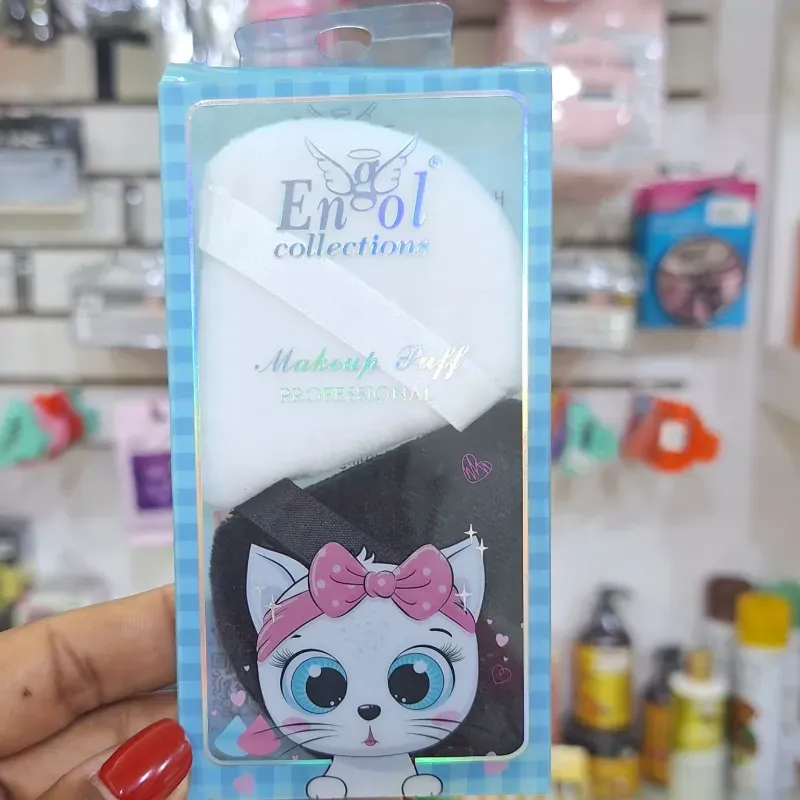 Engol®
collections
Makeup Puff
PROFESSIONAL